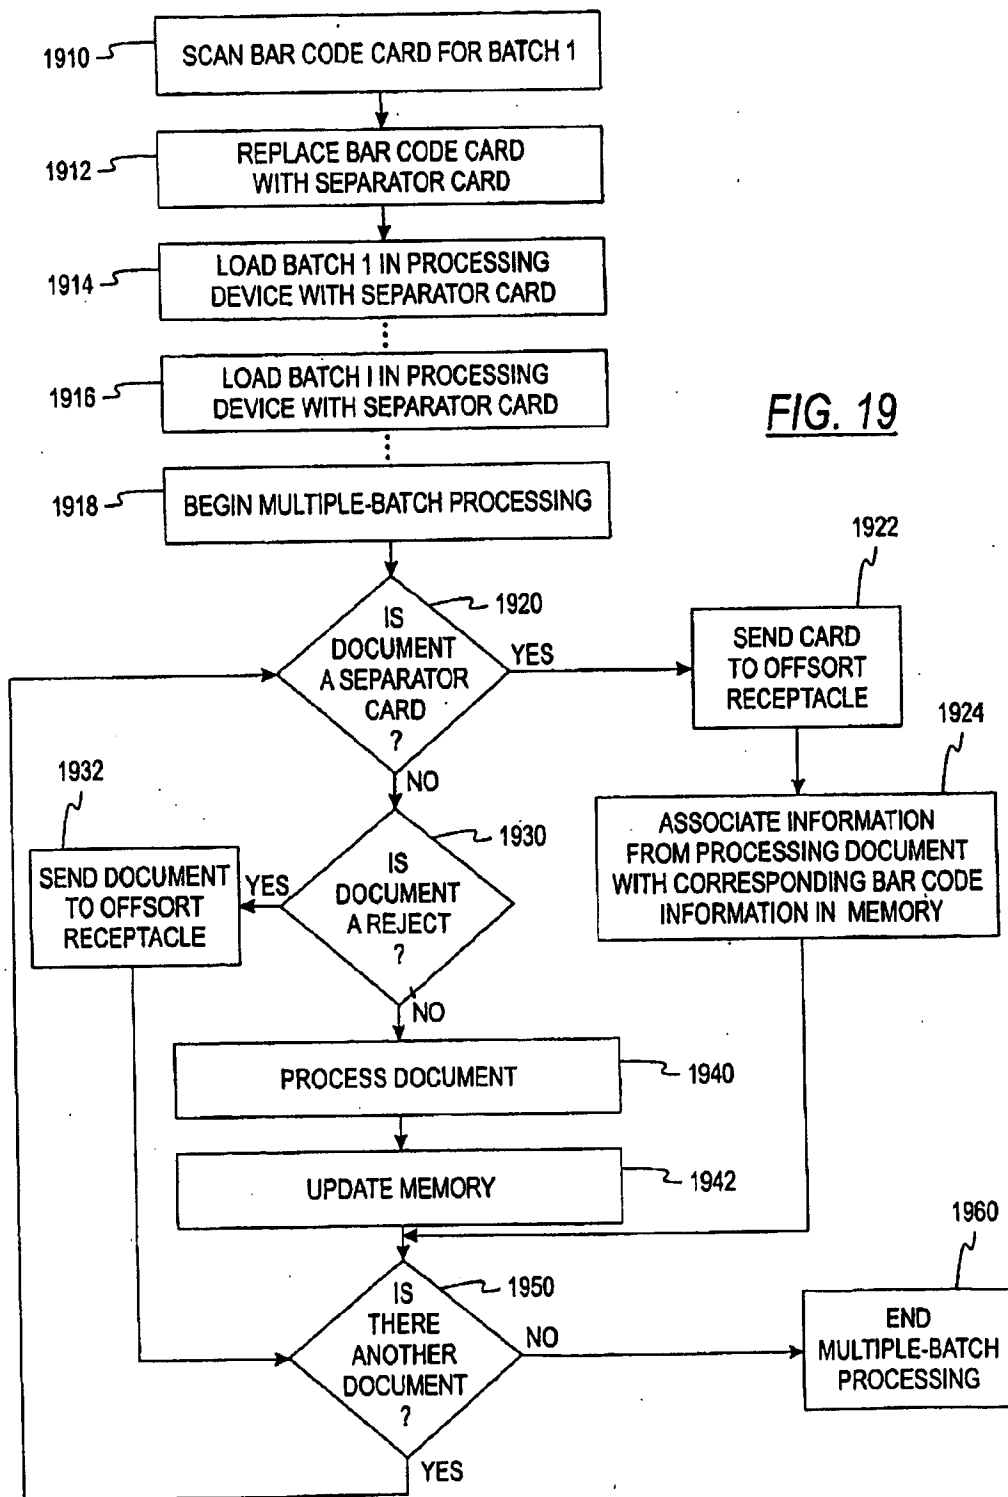 1910
SCAN BAR CODE CARD FOR BATCH 1
1912
REPLACE BAR CODE CARD
WITH SEPARATOR CARD
1914
LOAD BATCH 1 IN PROCESSING
DEVICE WITH SEPARATOR CARD
1916
LOAD BATCH I IN PROCESSING
DEVICE WITH SEPARATOR CARD
FIG. 19
1918
BEGIN MULTIPLE-BATCH PROCESSING
1920
IS
DOCUMENT
A SEPARATOR
CARD
?
YES
NO
1922
SEND CARD
TO OFFSORT
RECEPTACLE
1924
ASSOCIATE INFORMATION
FROM PROCESSING DOCUMENT
WITH CORRESPONDING BAR CODE
INFORMATION IN MEMORY
1930
IS
DOCUMENT
A REJECT
?
YES
NO
1932
SEND DOCUMENT
TO OFFSORT
RECEPTACLE
PROCESS DOCUMENT
1940
UPDATE MEMORY
1942
1950
IS
THERE
ANOTHER
DOCUMENT
?
NO
YES
1960
END
MULTIPLE-BATCH
PROCESSING